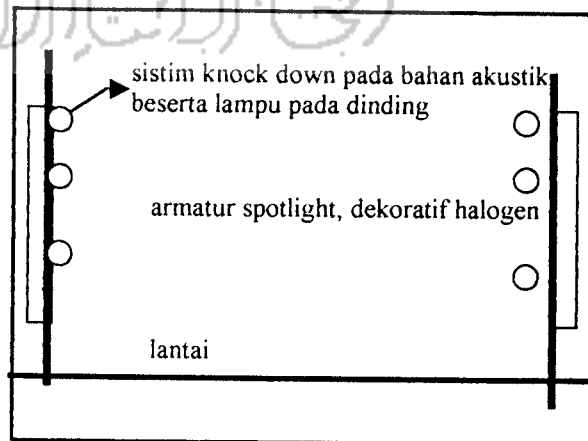 sistim knock down pada bahan akustik
beserta lampu pada dinding
armatur spotlight, dekoratif halogen
lantai